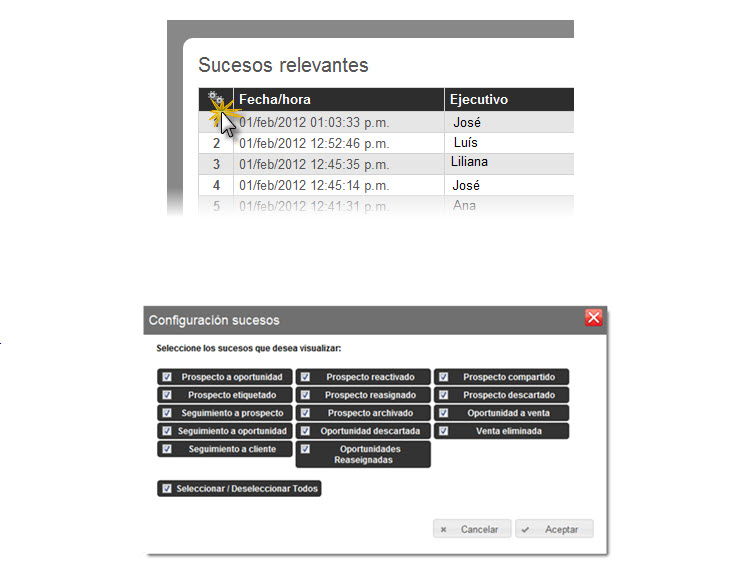 Sucesos relevantes
Fecha/hora Ejecutivo
1 01/feb/2012 01:03:33 p.m. José
2 01/feb/2012 12:52:46 p.m. Luís
3 01/feb/2012 12:45:35 p.m. Liliana
4 01/feb/2012 12:45:14 p.m. José
5 01/feb/2012 12:41:31 p.m. Ana
Configuración sucesos
Seleccione los sucesos que desea visualizar:
Prospecto a oportunidad Prospecto reactivado Prospecto compartido
Prospecto etiquetado Prospecto reasignado Prospecto descartado
Seguimiento a prospecto Prospecto archivado Oportunidad a venta
Seguimiento a oportunidad Oportunidad descartada Venta eliminada
Seguimiento a cliente Oportunidades
Reaseignadas
Seleccionar / Deseleccionar Todos
Cancelar Aceptar